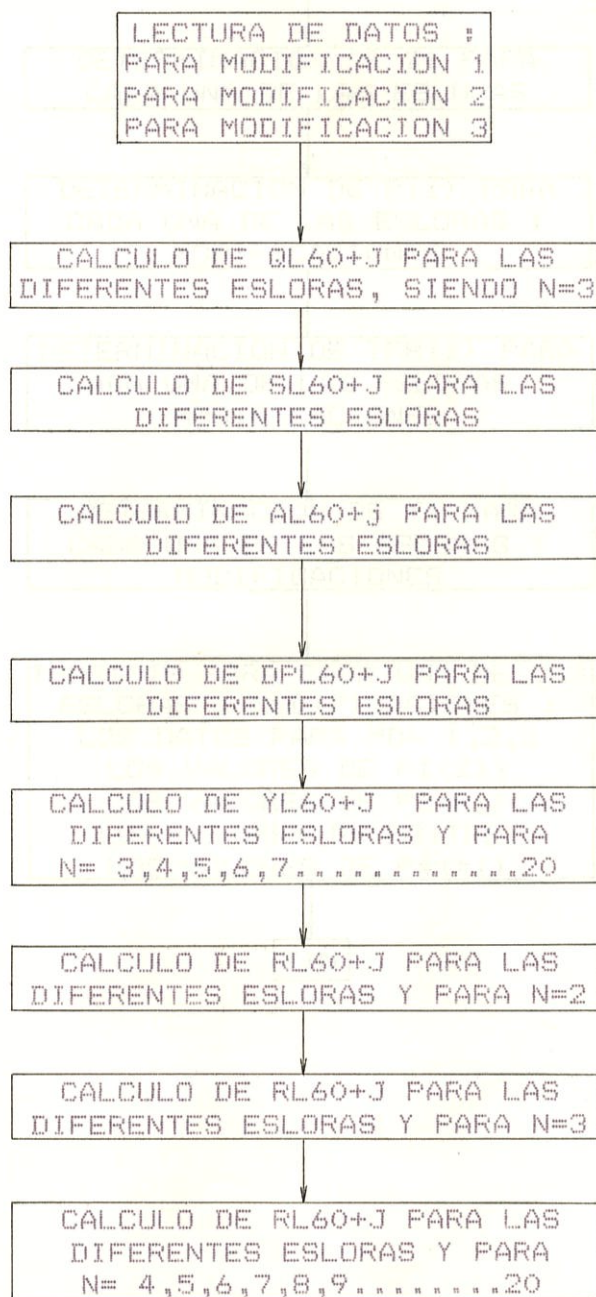 LECTURA DE DATOS :
PARA MODIFICACION 1
PARA MODIFICACION 2
PARA MODIFICACION 3
CALCULO DE QL60+J PARA LAS
DIFERENTES ESLORAS, SIENDO N=3
CALCULO DE SL60+J PARA LAS
DIFERENTES ESLORAS
CALCULO DE AL60+j PARA LAS
DIFERENTES ESLORAS
CALCULO DE DPL60+J PARA LAS
DIFERENTES ESLORAS
CALCULO DE YL60+J PARA LAS
DIFERENTES ESLORAS Y PARA
N= 3,4,5,6,7.............20
CALCULO DE RL60+J PARA LAS
DIFERENTES ESLORAS Y PARA N=2
CALCULO DE RL60+J PARA LAS
DIFERENTES ESLORAS Y PARA N=3
CALCULO DE RL60+J PARA LAS
DIFERENTES ESLORAS Y PARA
N= 4,5,6,7,8,9.........20